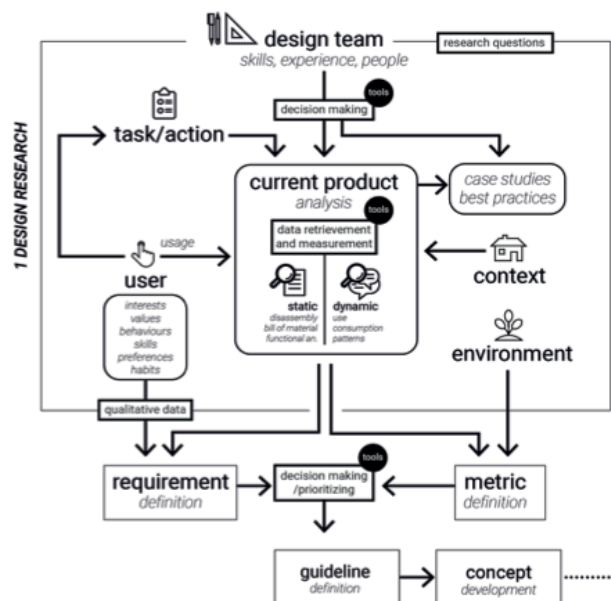 design team
research questions
skills, experience, people
tools
decision making
task/action
1 DESIGN RESEARCH
current product
analysis
case studies
best practices
tools
data retrievement
and measurement
usage
user
context
static
disassembly
bill of material
functional an.
dynamic
use
consumption
patterns
interests
values
behaviours
skills
preferences
habits
environment
qualitative data
requirement
definition
tools
decision making
/prioritizing
metric
definition
guideline
definition
concept
development